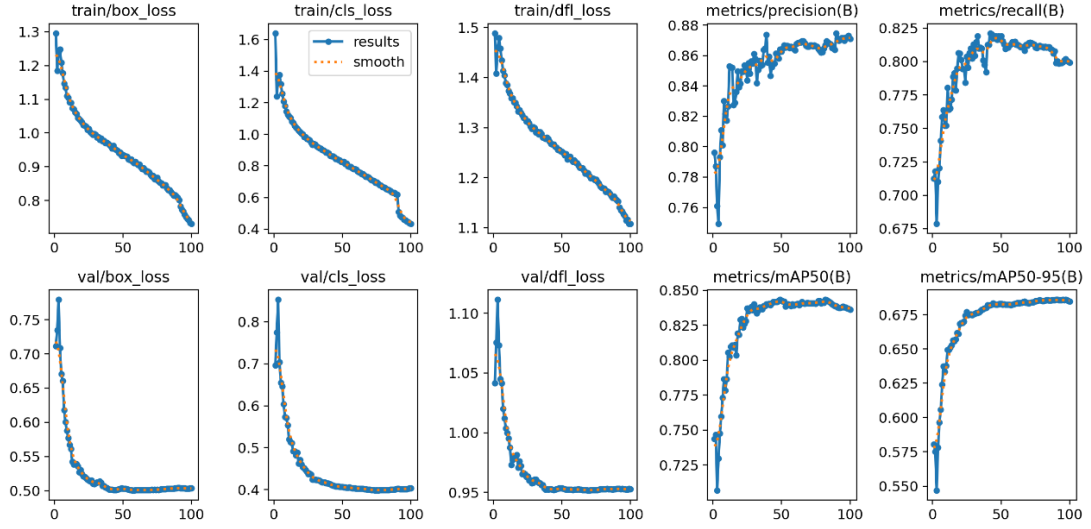 train/box_loss
train/cls_loss
train/dfl_loss
metrics/precision(B)
metrics/recall(B)
results
smooth
1.3
1.2
1.1
1.0
0.9
0.8
0 50 100
1.6
1.4
1.2
1.0
0.8
0.6
0.4
0 50 100
1.5
1.4
1.3
1.2
1.1
0 50 100
0.88
0.86
0.84
0.82
0.80
0.78
0.76
0 50 100
0.825
0.800
0.775
0.750
0.725
0.700
0.675
0 50 100
val/box_loss
val/cls_loss
val/dfl_loss
metrics/mAP50(B)
metrics/mAP50-95(B)
0.75
0.70
0.65
0.60
0.55
0.50
0 50 100
0.8
0.7
0.6
0.5
0.4
0 50 100
1.10
1.05
1.00
0.95
0 50 100
0.850
0.825
0.800
0.775
0.750
0.725
0 50 100
0.675
0.650
0.625
0.600
0.575
0.550
0 50 100